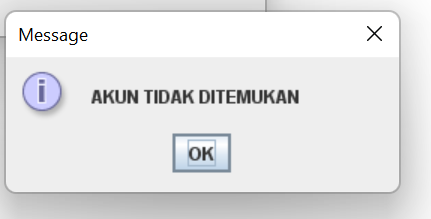 Message
AKUN TIDAK DITEMUKAN
OK